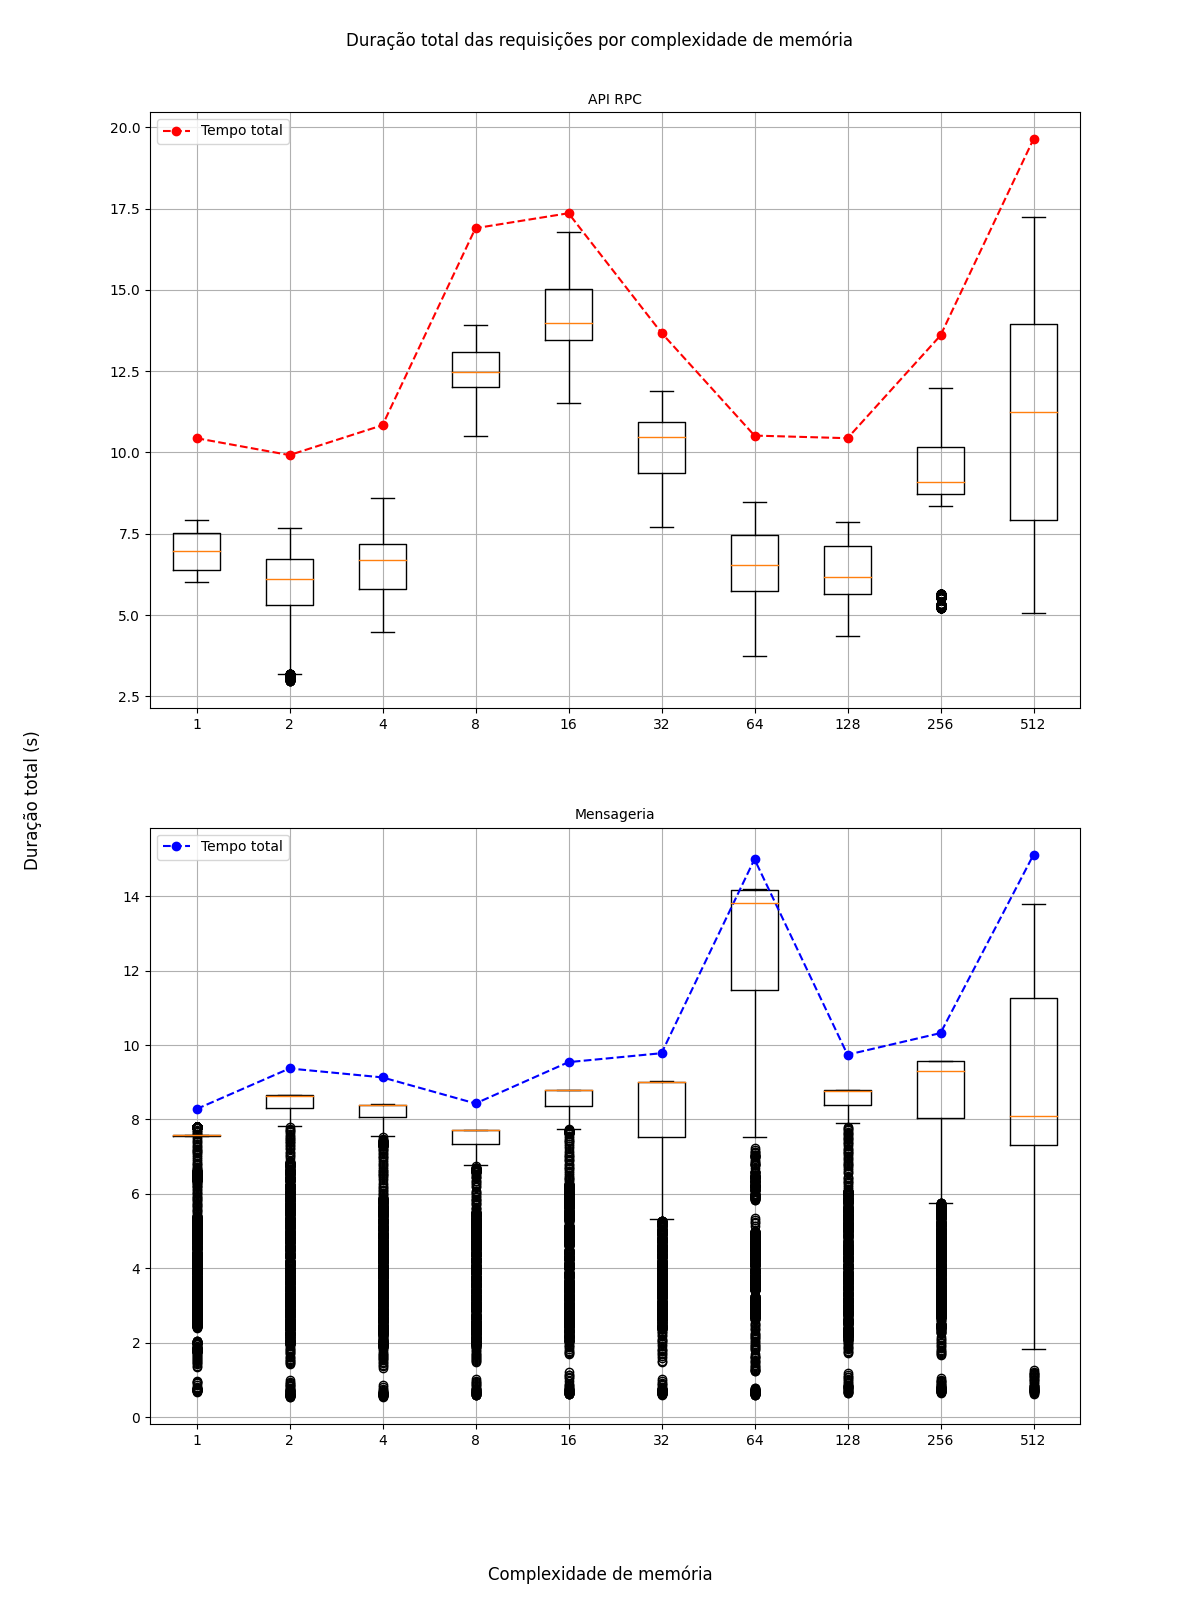 Duração total das requisições por complexidade de memória
API RPC
Tempo total
20.0
17.5
15.0
12.5
10.0
7.5
5.0
2.5
1 2 4 8 16 32 64 128 256 512
Duração total (s)
Mensageria
Tempo total
14
12
10
8
6
4
2
0
1 2 4 8 16 32 64 128 256 512
Complexidade de memória